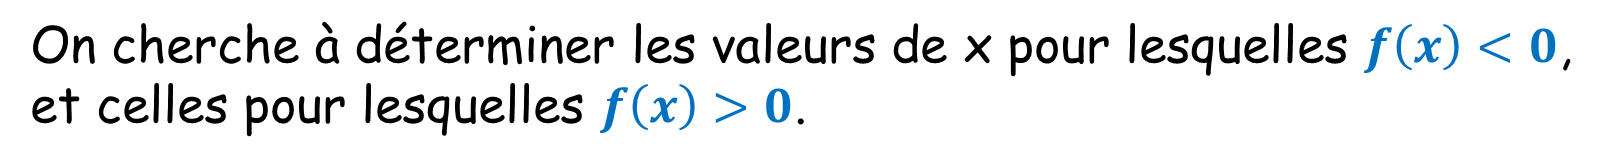 On cherche à déterminer les valeurs de x pour lesquelles f(x) < 0,
et celles pour lesquelles f(x) > 0.